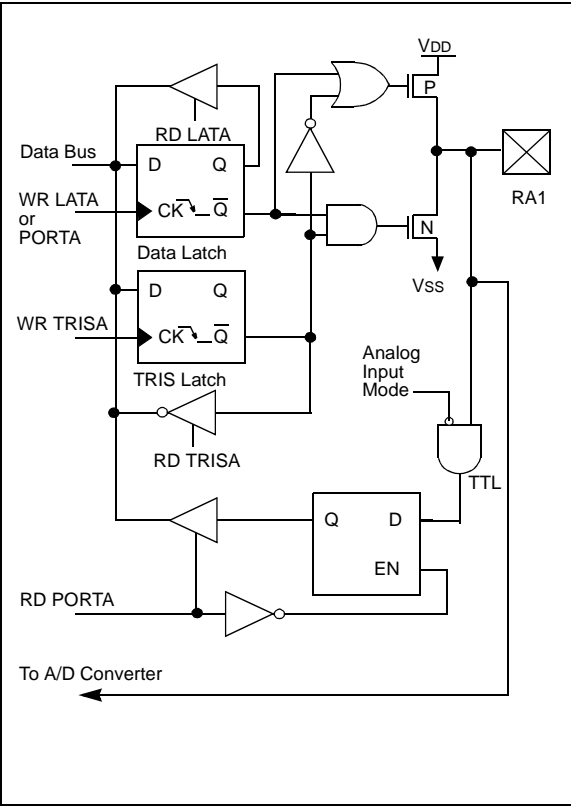 VDD
P
RD LATA
Data Bus
D Q
RA1
WR LATA
or
PORTA
CK Q
N
Data Latch
VSS
D Q
WR TRISA
CK Q
Analog
Input
Mode
TRIS Latch
RD TRISA
TTL
Q D
EN
RD PORTA
To A/D Converter